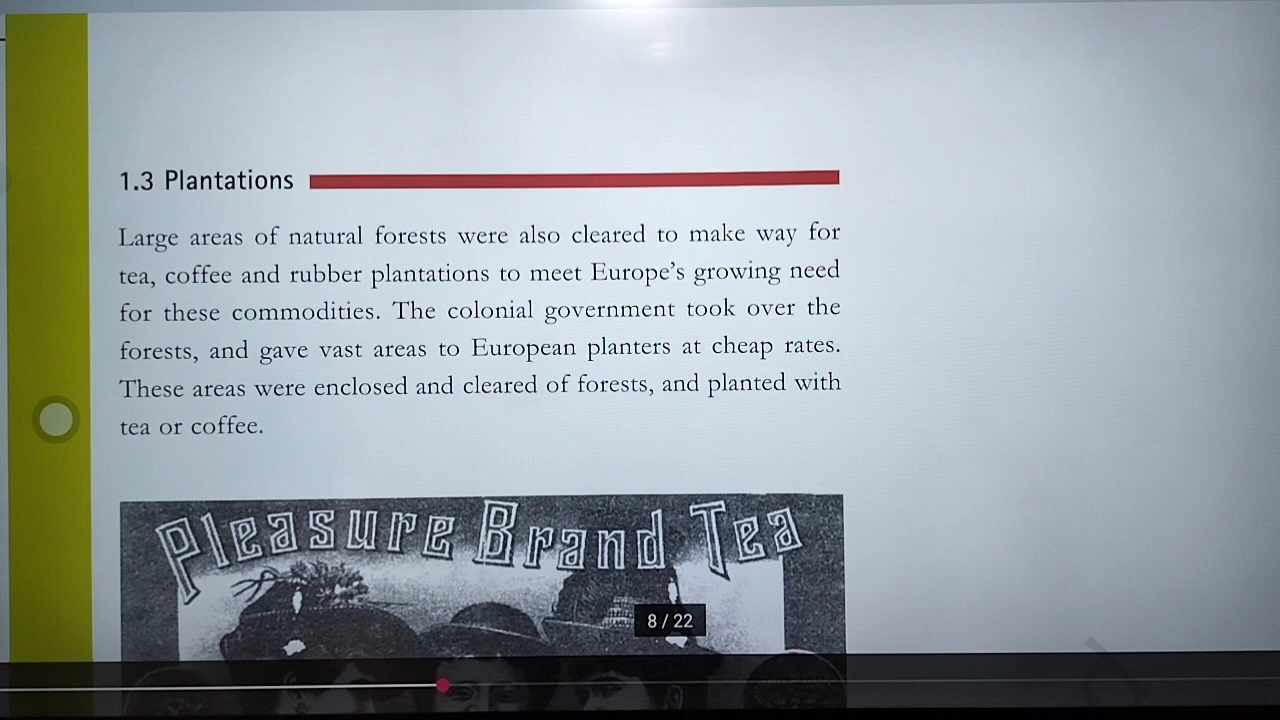 1.3 Plantations
Large areas of natural forests were also cleared to make way for
tea, coffee and rubber plantations to meet Europe's growing need
for these commodities. The colonial government took over the
forests, and gave vast areas to European planters at cheap rates.
These areas were enclosed and cleared of forests, and planted with
tea or coffee.
Pleasure Brand Tea
8 / 22